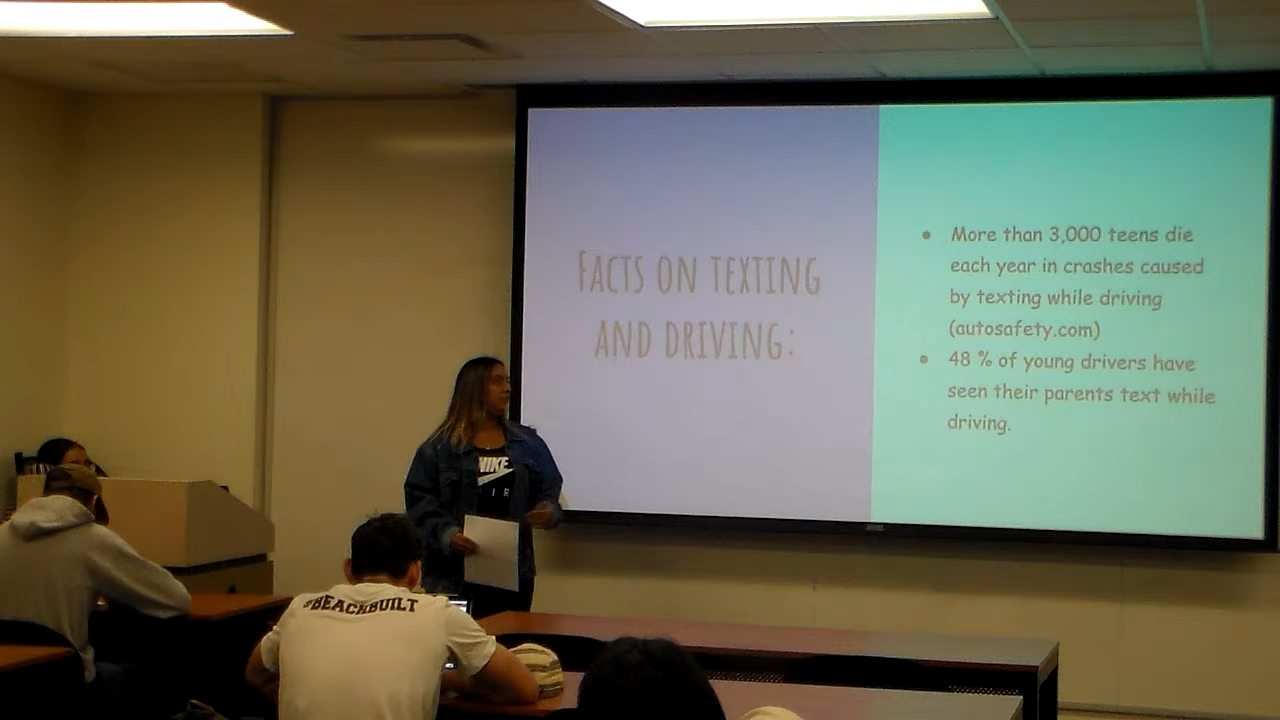 FACTS ON TEXTING
AND DRIVING:
• More than 3,000 teens die
each year in crashes caused
by texting while driving
(autosafety.com)
• 48 % of young drivers have
seen their parents text while
driving.
NIKE
I R
#BEACHBUILT